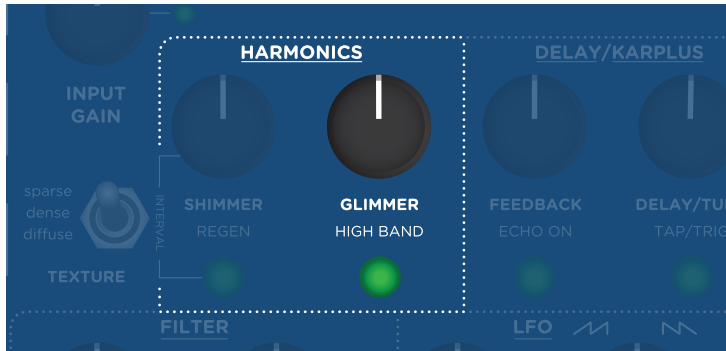 HARMONICS
DELAY/KARPLUS
INPUT
GAIN
sparse
dense
diffuse
TEXTURE
INTERVAL
SHIMMER
REGEN
GLIMMER
HIGH BAND
FEEDBACK
ECHO ON
DELAY/TU
TAP/TRIG
FILTER
LFO